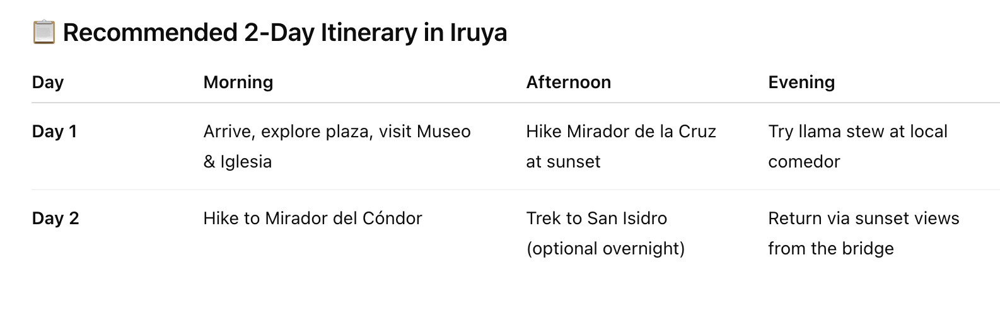 📋 Recommended 2-Day Itinerary in Iruya
Day Morning Afternoon Evening
Day 1 Arrive, explore plaza, visit Museo Hike Mirador de la Cruz Try llama stew at local
& Iglesia at sunset comedor
Day 2 Hike to Mirador del Cóndor Trek to San Isidro Return via sunset views
(optional overnight) from the bridge